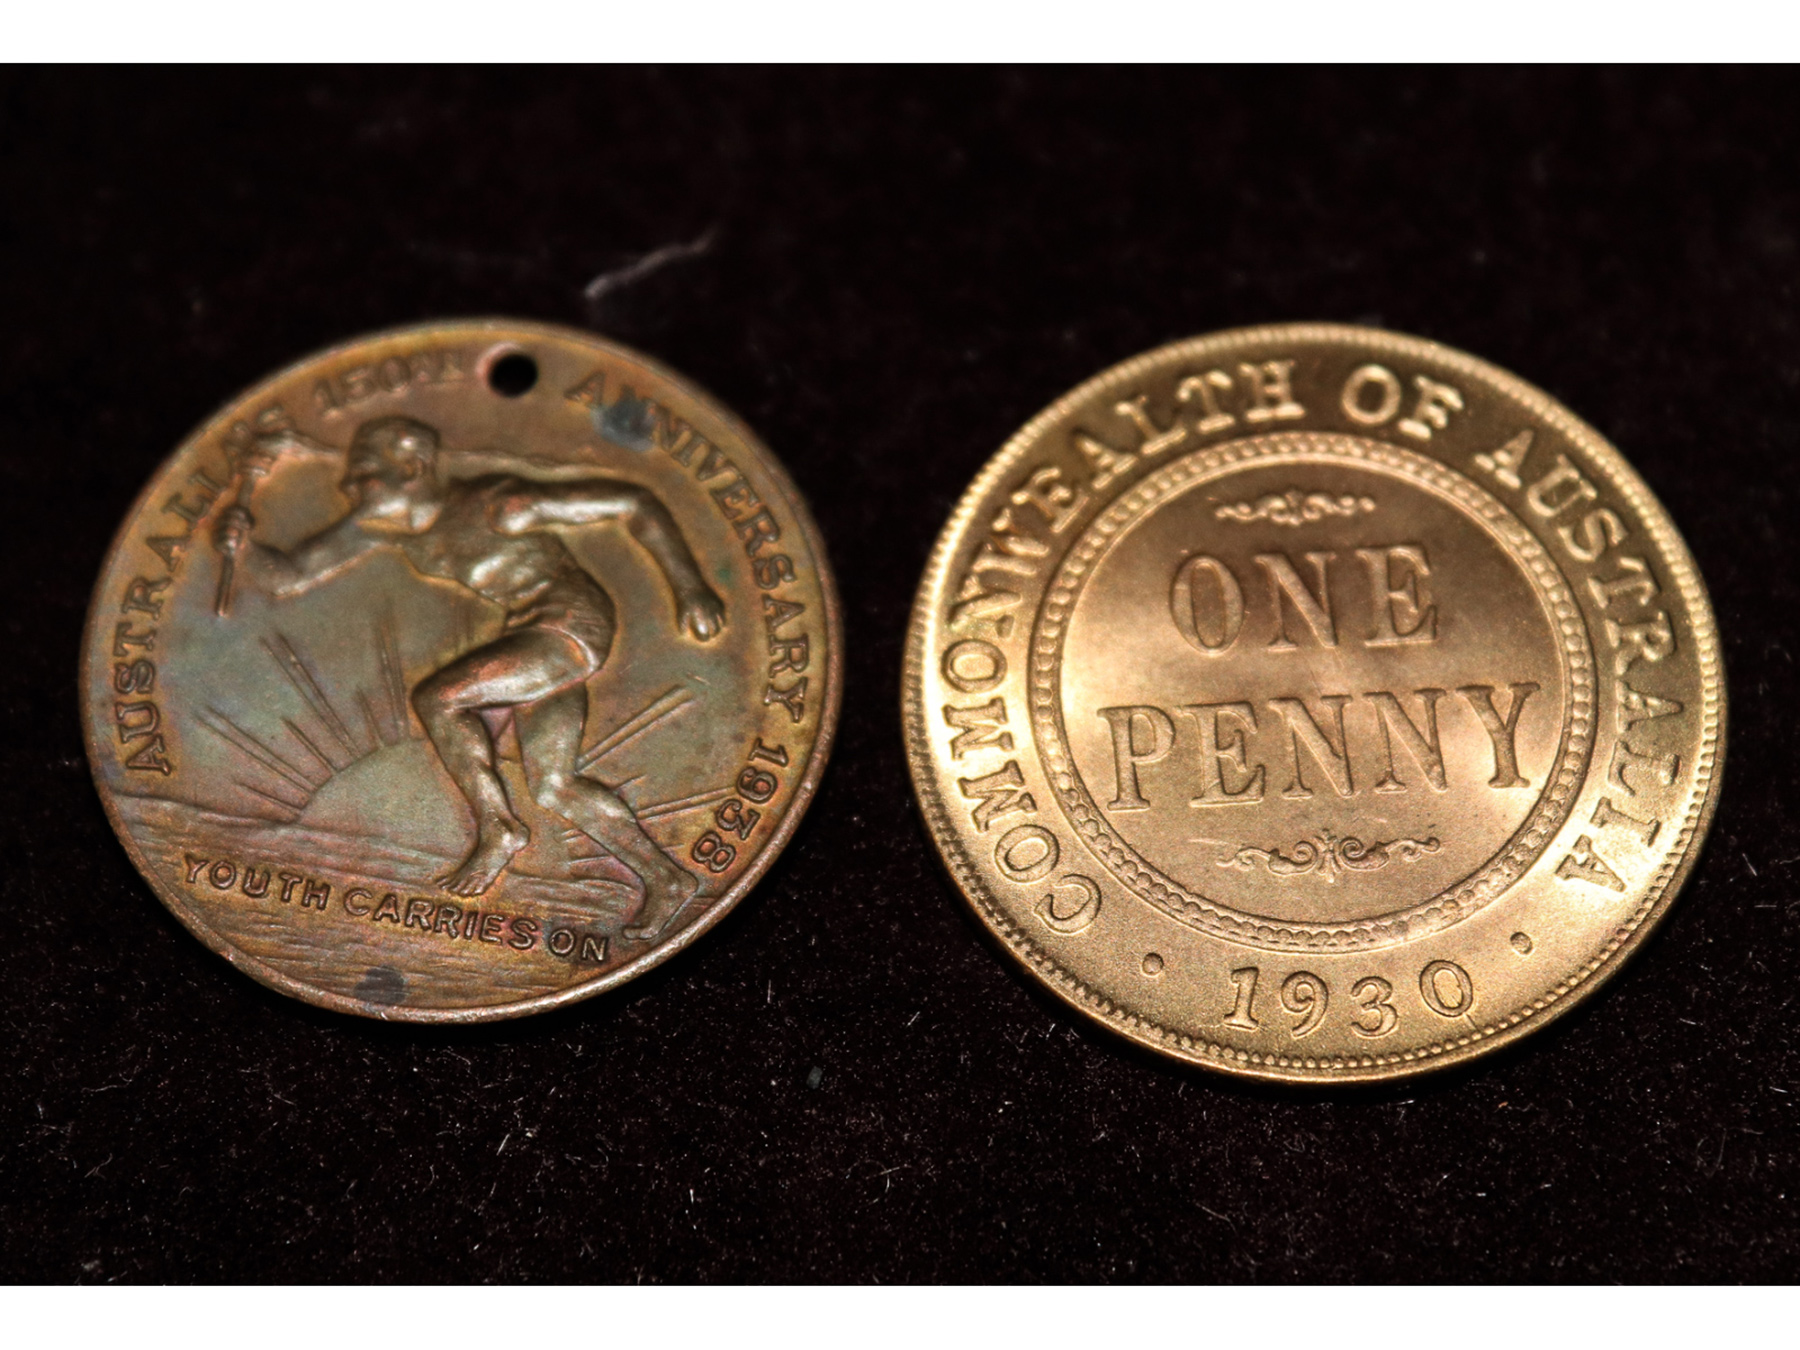 AUSTRALIA'S 150TH ANNIVERSARY 1938
YOUTH CARRIES ON
COMMONWEALTH OF AUSTRALIA
ONE
PENNY
· 1930 ·